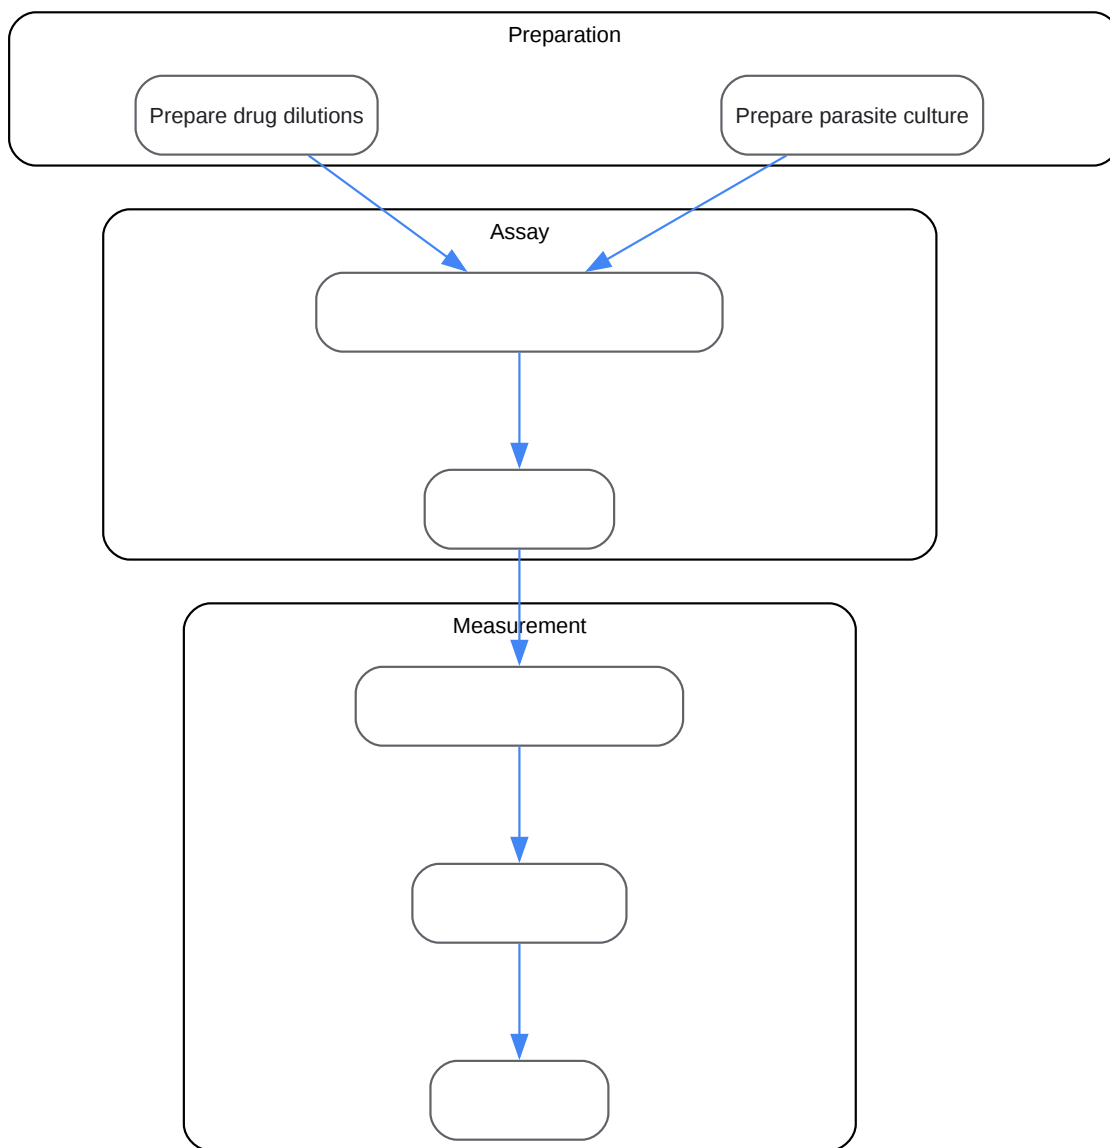 Preparation
Prepare drug dilutions
Prepare parasite culture
Assay
Measurement